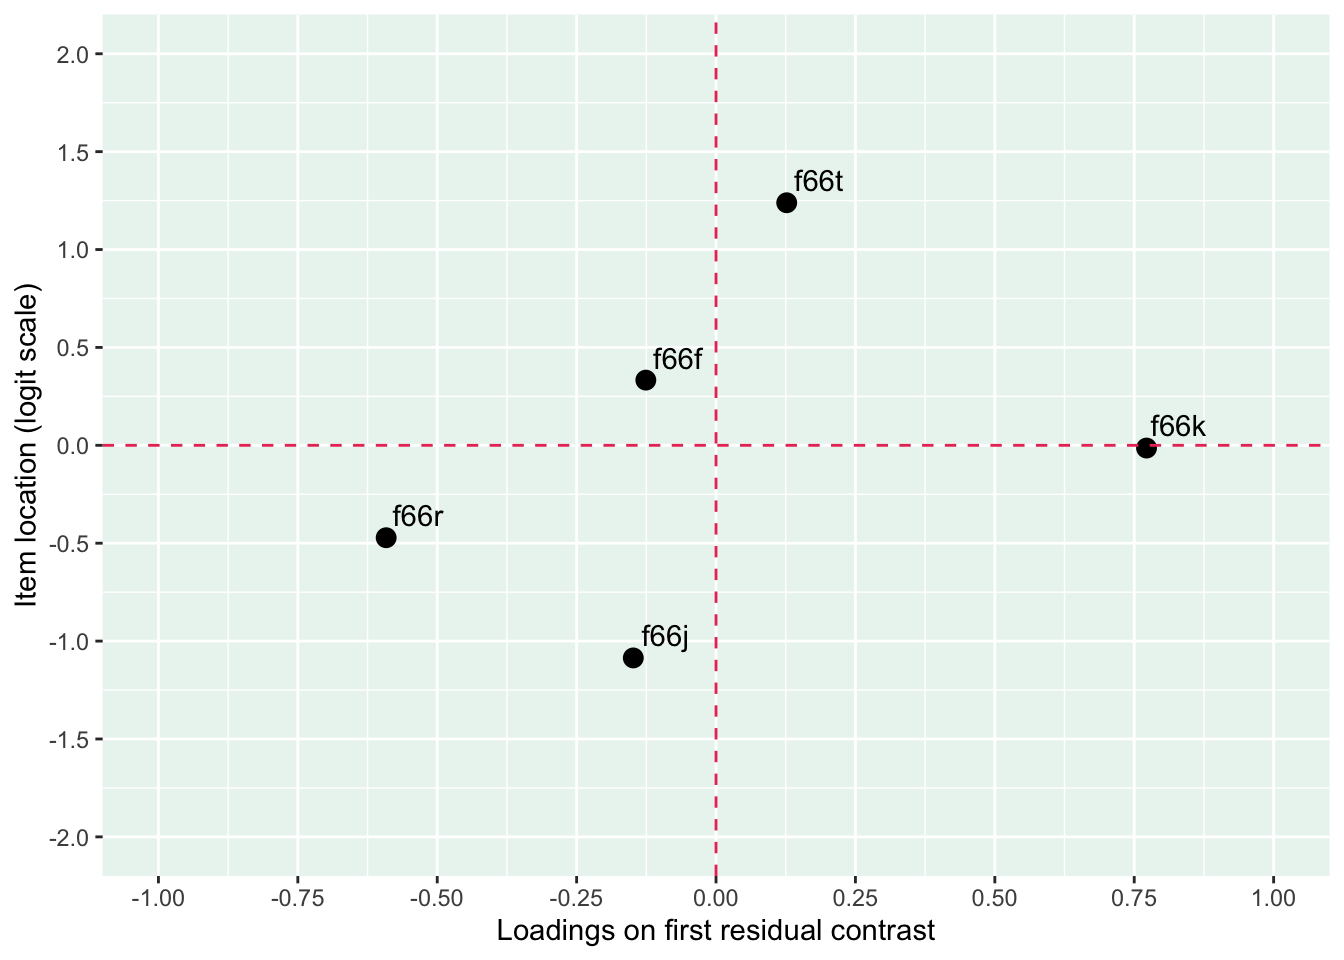 2.0
1.5
f66t
1.0
0.5
f66f
f66k
0.0
f66r
-0.5
f66j
-1.0
-1.5
-2.0
Item location (logit scale)
-1.00 -0.75 -0.50 -0.25 0.00 0.25 0.50 0.75 1.00
Loadings on first residual contrast